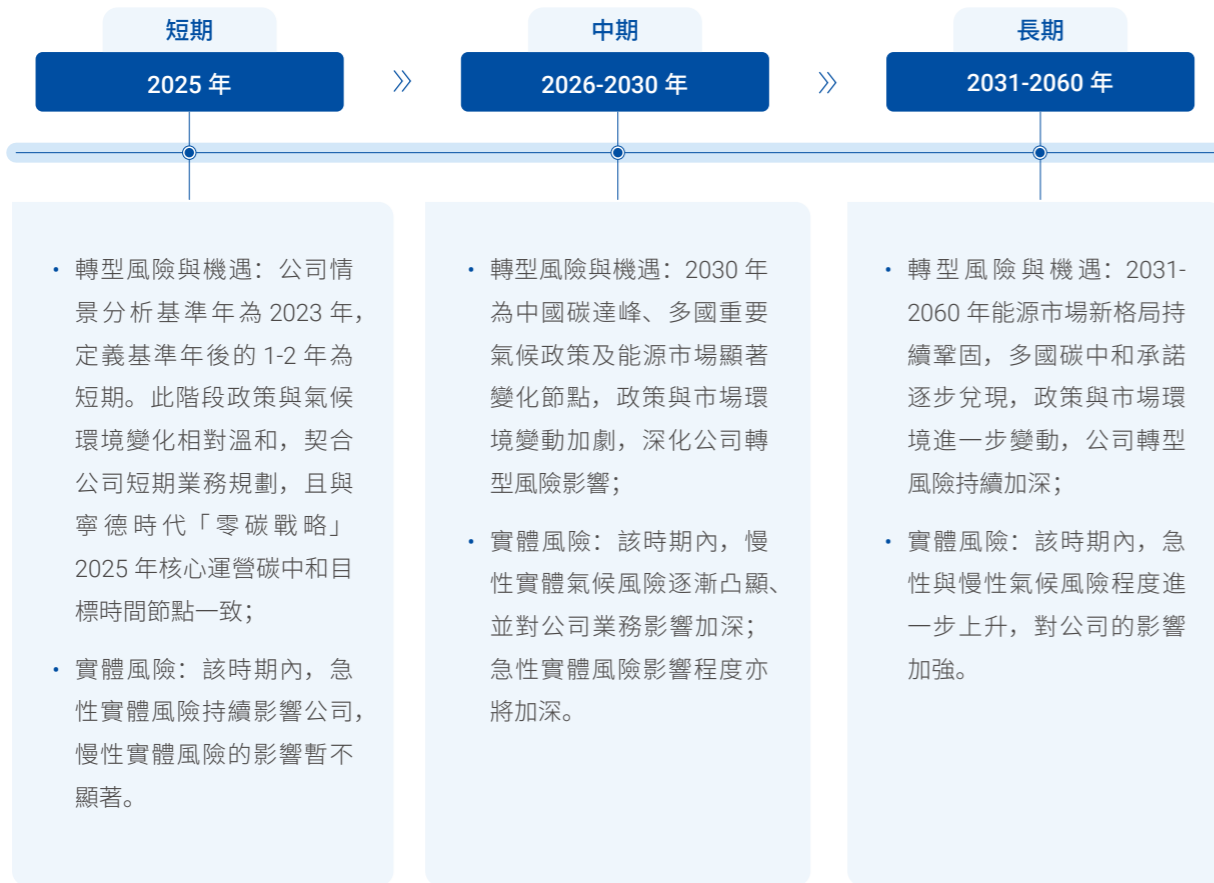 短期
2025 年
中期
2026-2030 年
長期
2031-2060 年
• 轉型風險與機遇：公司情
景分析基準年為 2023 年，
定義基準年後的 1-2 年為
短期。此階段政策與氣候
環境變化相對溫和，契合
公司短期業務規劃，且與
寧德時代「零碳戰略」
2025 年核心運營碳中和目
標時間節點一致；
• 實體風險：該時期內，急
性實體風險持續影響公司，
慢性實體風險的影響暫不
顯著。
• 轉型風險與機遇：2030 年
為中國碳達峰、多國重要
氣候政策及能源市場顯著
變化節點，政策與市場環
境變動加劇，深化公司轉
型風險影響；
• 實體風險：該時期內，慢
性實體氣候風險逐漸凸顯、
並對公司業務影響加深；
急性實體風險影響程度亦
將加深。
• 轉型風險與機遇：2031-
2060 年能源市場新格局持
續鞏固，多國碳中和承諾
逐步兌現，政策與市場環
境進一步變動，公司轉型
風險持續加深；
• 實體風險：該時期內，急
性與慢性氣候風險程度進
一步上升，對公司的影響
加強。